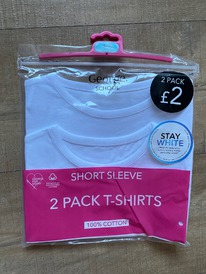 George.
SCHOOL
2 PACK
£2
STAY
WHITE
SHORT SLEEVE
2 PACK T-SHIRTS
100% COTTON